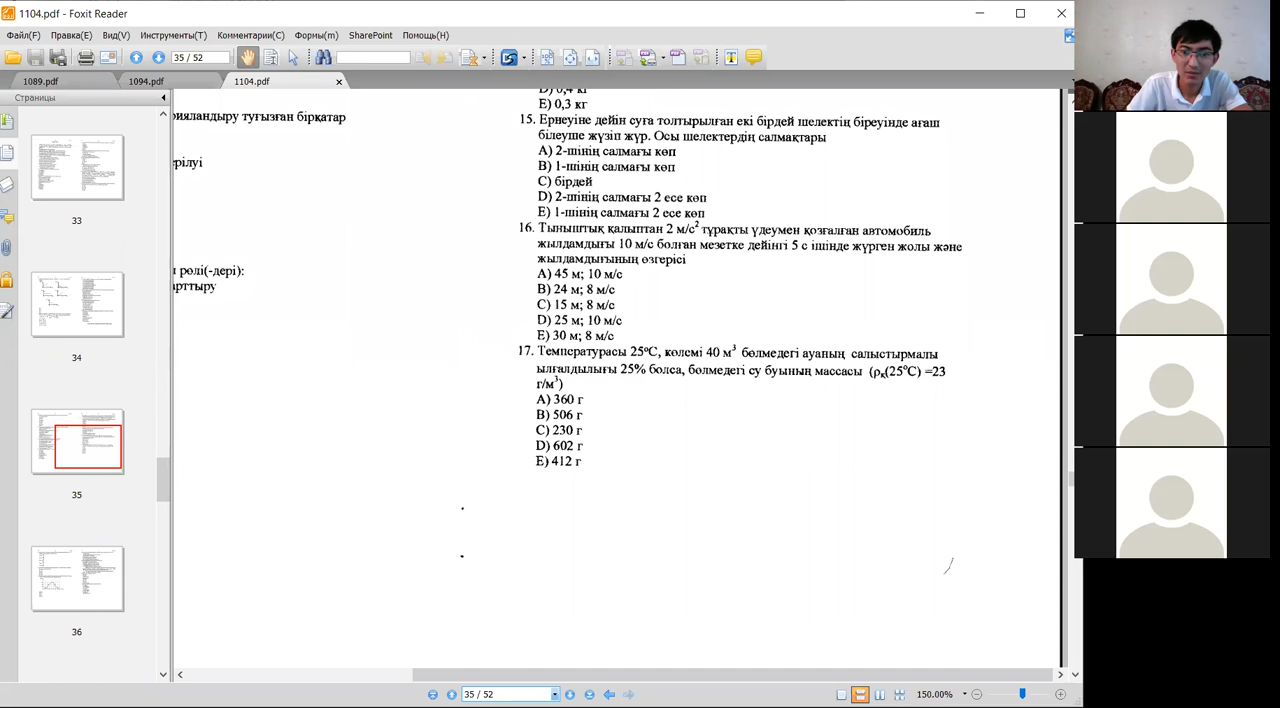 1104.pdf - Foxit Reader
Файл(F) Правка(E) Вид(V) Инструменты(T) Комментарии(C) Формы(m) SharePoint Помощь(H)
35 / 52
1089.pdf 1094.pdf 1104.pdf
Страницы
33
34
35
36
рияландыру туғызған бірқатар
ерілуі
ы рөлі(-дері):
арттыру
D) 0,4 кг
E) 0,3 кг
15. Ернеуіне дейін суға толтырылған екі бірдей шелектің біреуінде ағаш
білеуше жүзіп жүр. Осы шелектердің салмақтары
A) 2-шінің салмағы көп
B) 1-шінің салмағы көп
C) бірдей
D) 2-шінің салмағы 2 есе көп
E) 1-шінің салмағы 2 есе көп
16. Тыныштық қалыптан 2 м/с² тұрақты үдеумен қозғалған автомобиль
жылдамдығы 10 м/с болған мезетке дейінгі 5 с ішінде жүрген жолы және
жылдамдығының өзгерісі
A) 45 м; 10 м/с
B) 24 м; 8 м/с
C) 15 м; 8 м/с
D) 25 м; 10 м/с
E) 30 м; 8 м/с
17. Температурасы 25°C, көлемі 40 м³ бөлмедегі ауаның салыстырмалы
ылғалдылығы 25% болса, бөлмедегі су буының массасы (ρқ(25°C) =23
г/м³)
A) 360 г
B) 506 г
C) 230 г
D) 602 г
E) 412 г
35 / 52
150.00%